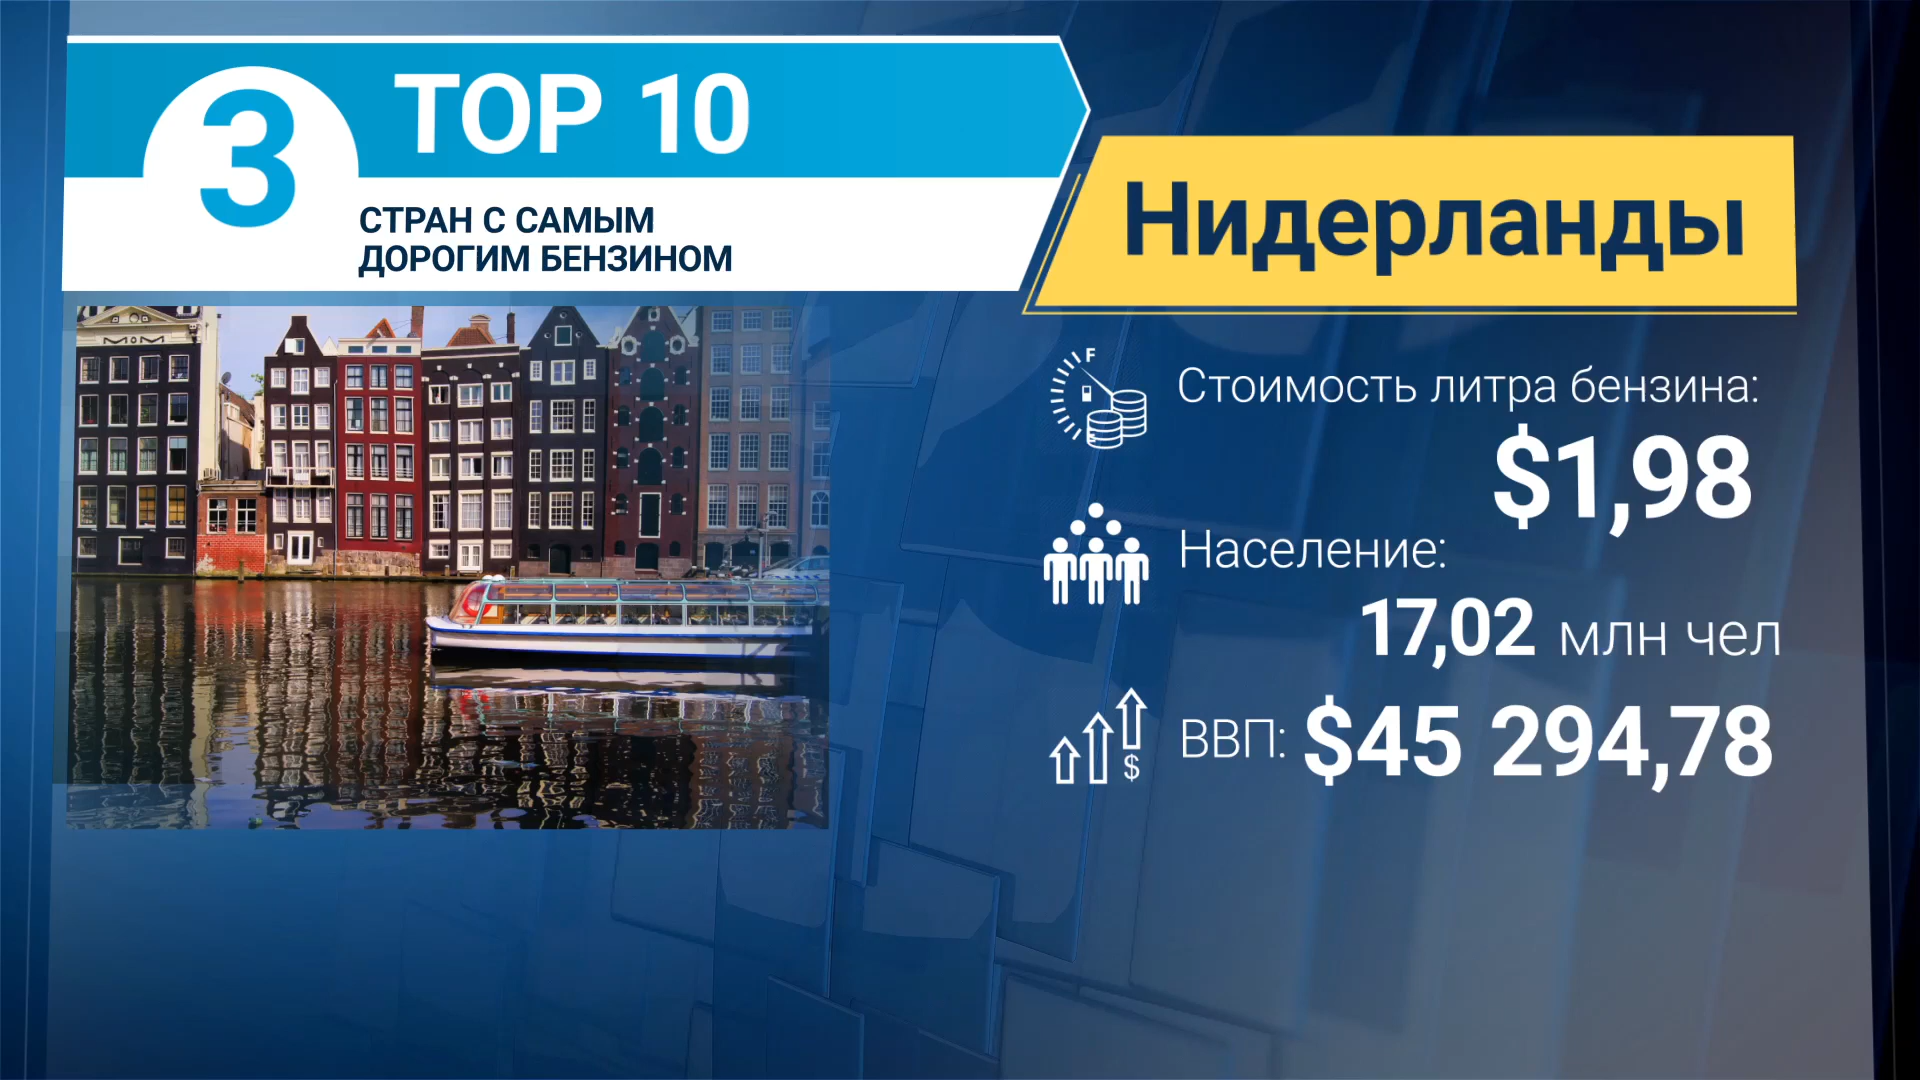 3
TOP 10
СТРАН С САМЫМ
ДОРОГИМ БЕНЗИНОМ
Нидерланды
F
Стоимость литра бензина:
$1,98
Население:
17,02 млн чел
$
ВВП: $45 294,78